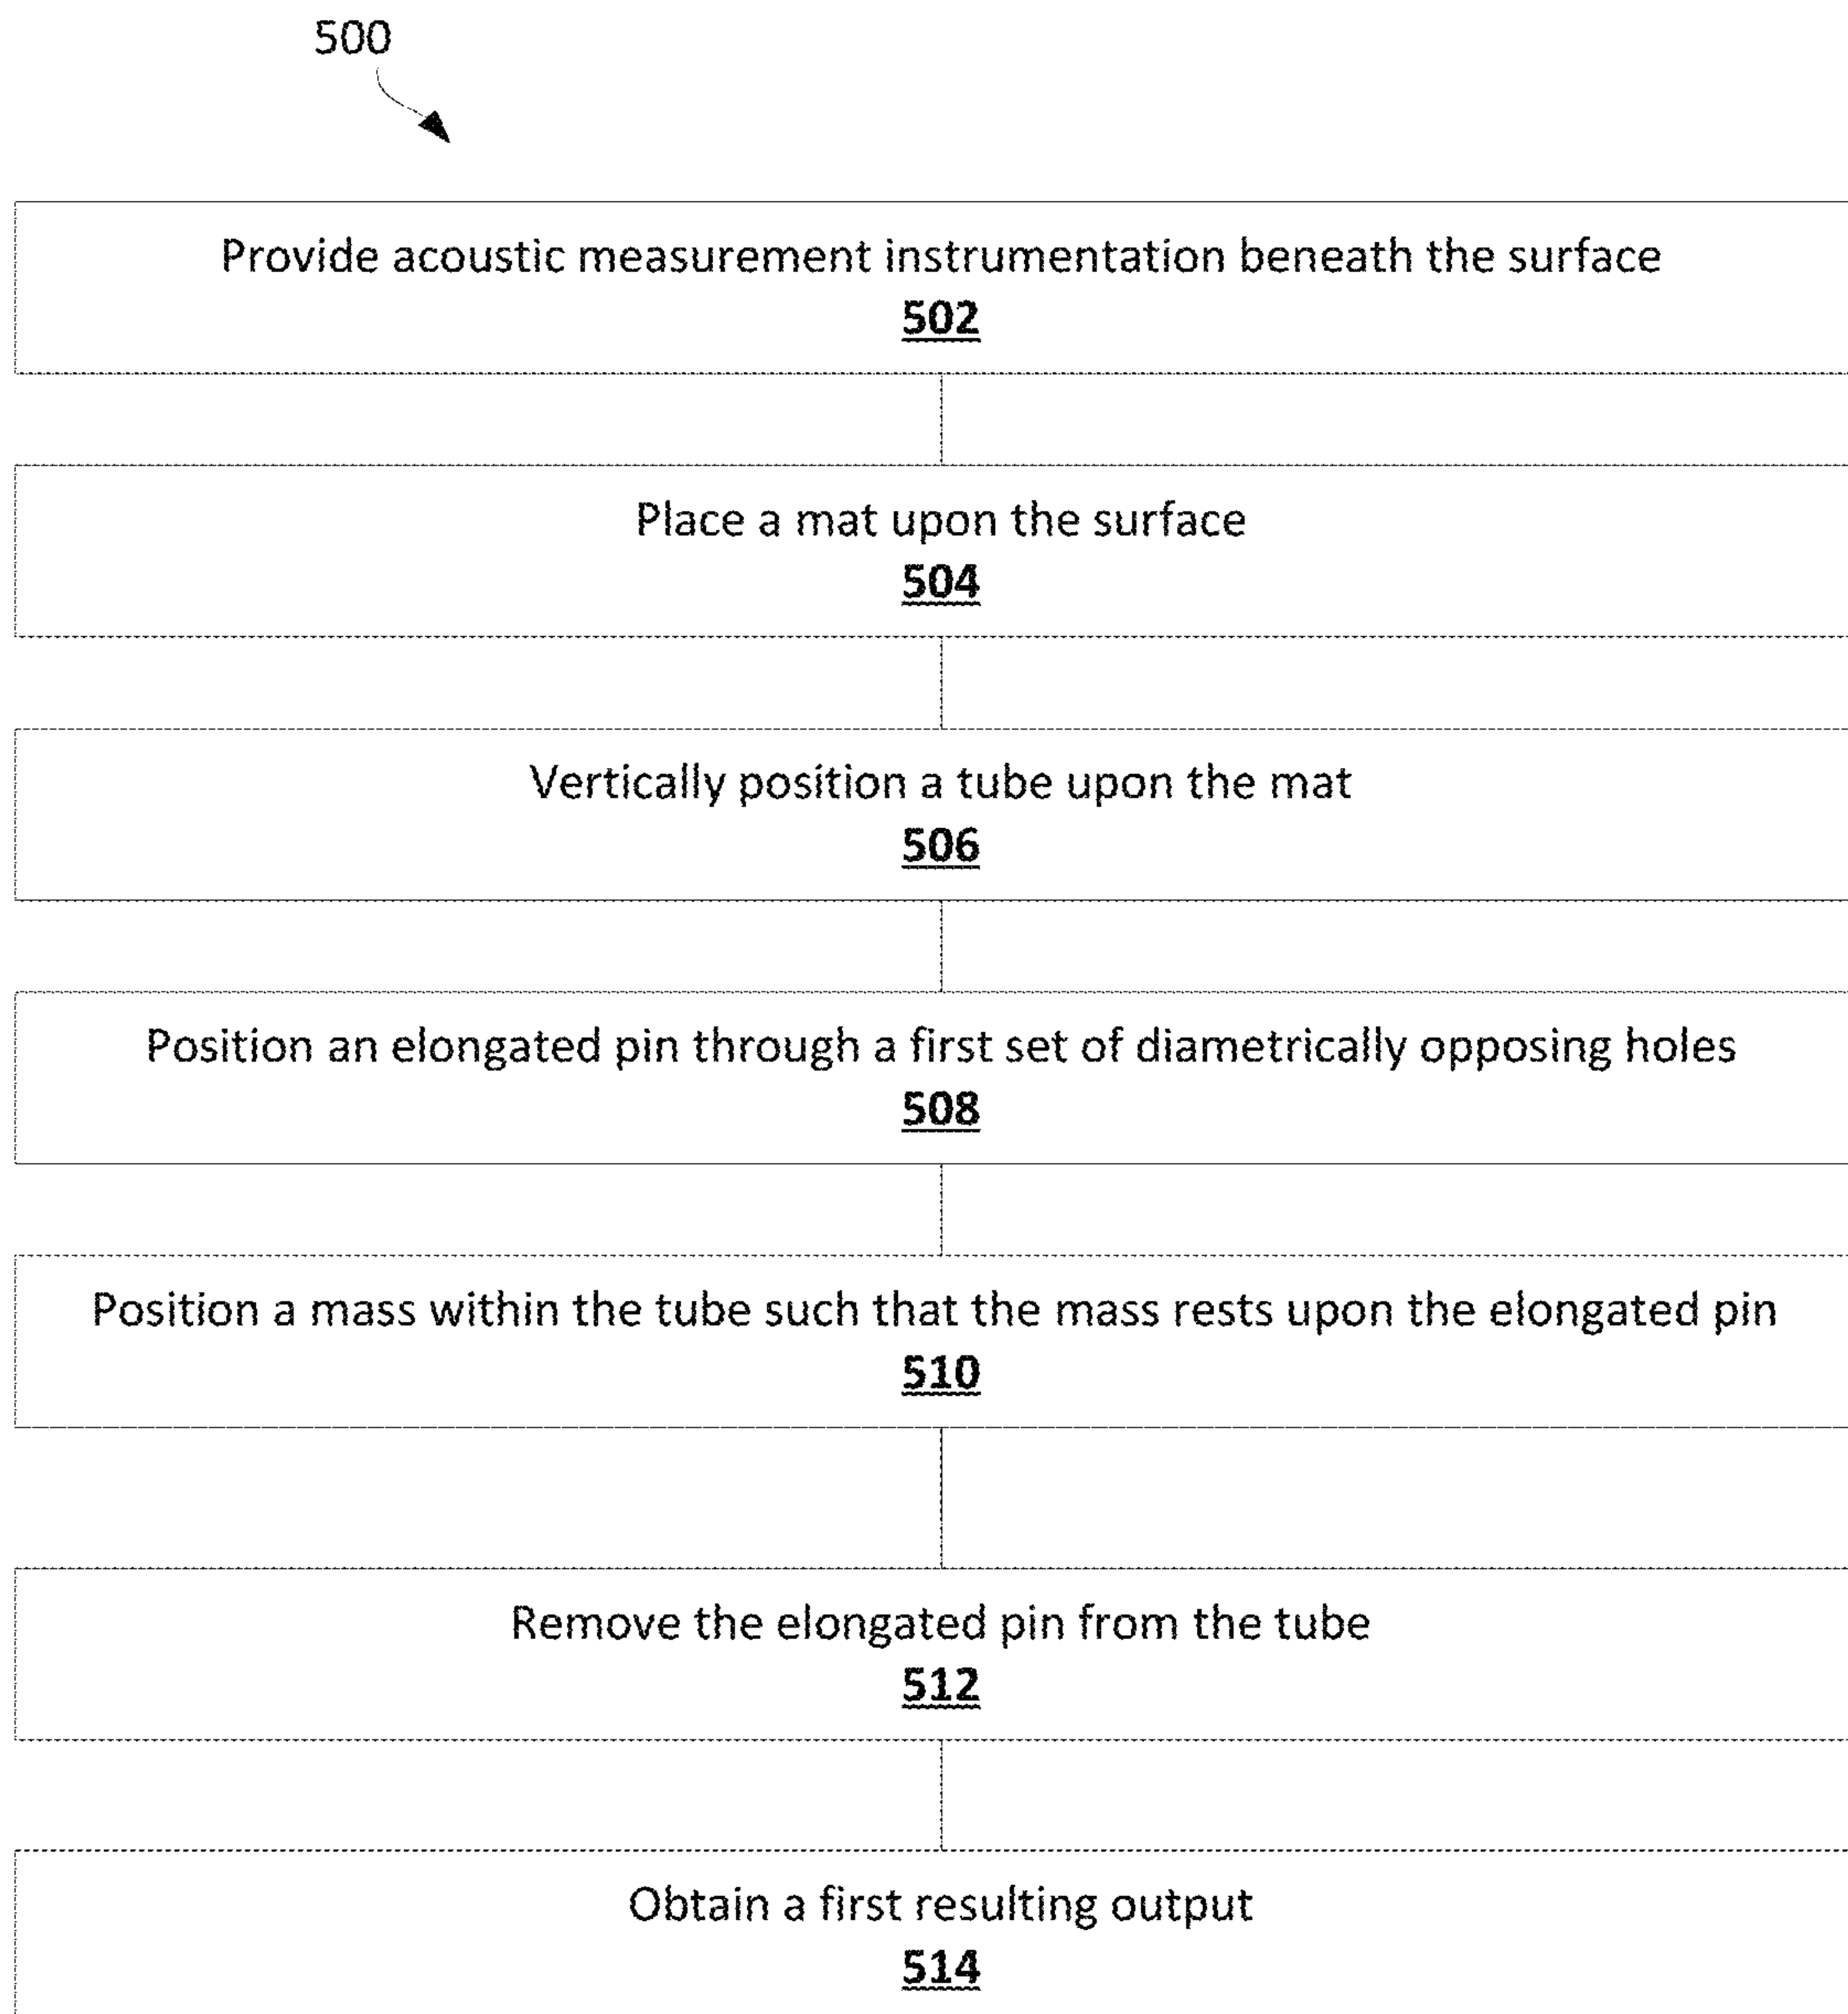 500
Provide acoustic measurement instrumentation beneath the surface
502
Place a mat upon the surface
504
Vertically position a tube upon the mat
506
Position an elongated pin through a first set of diametrically opposing holes
508
Position a mass within the tube such that the mass rests upon the elongated pin
510
Remove the elongated pin from the tube
512
Obtain a first resulting output
514